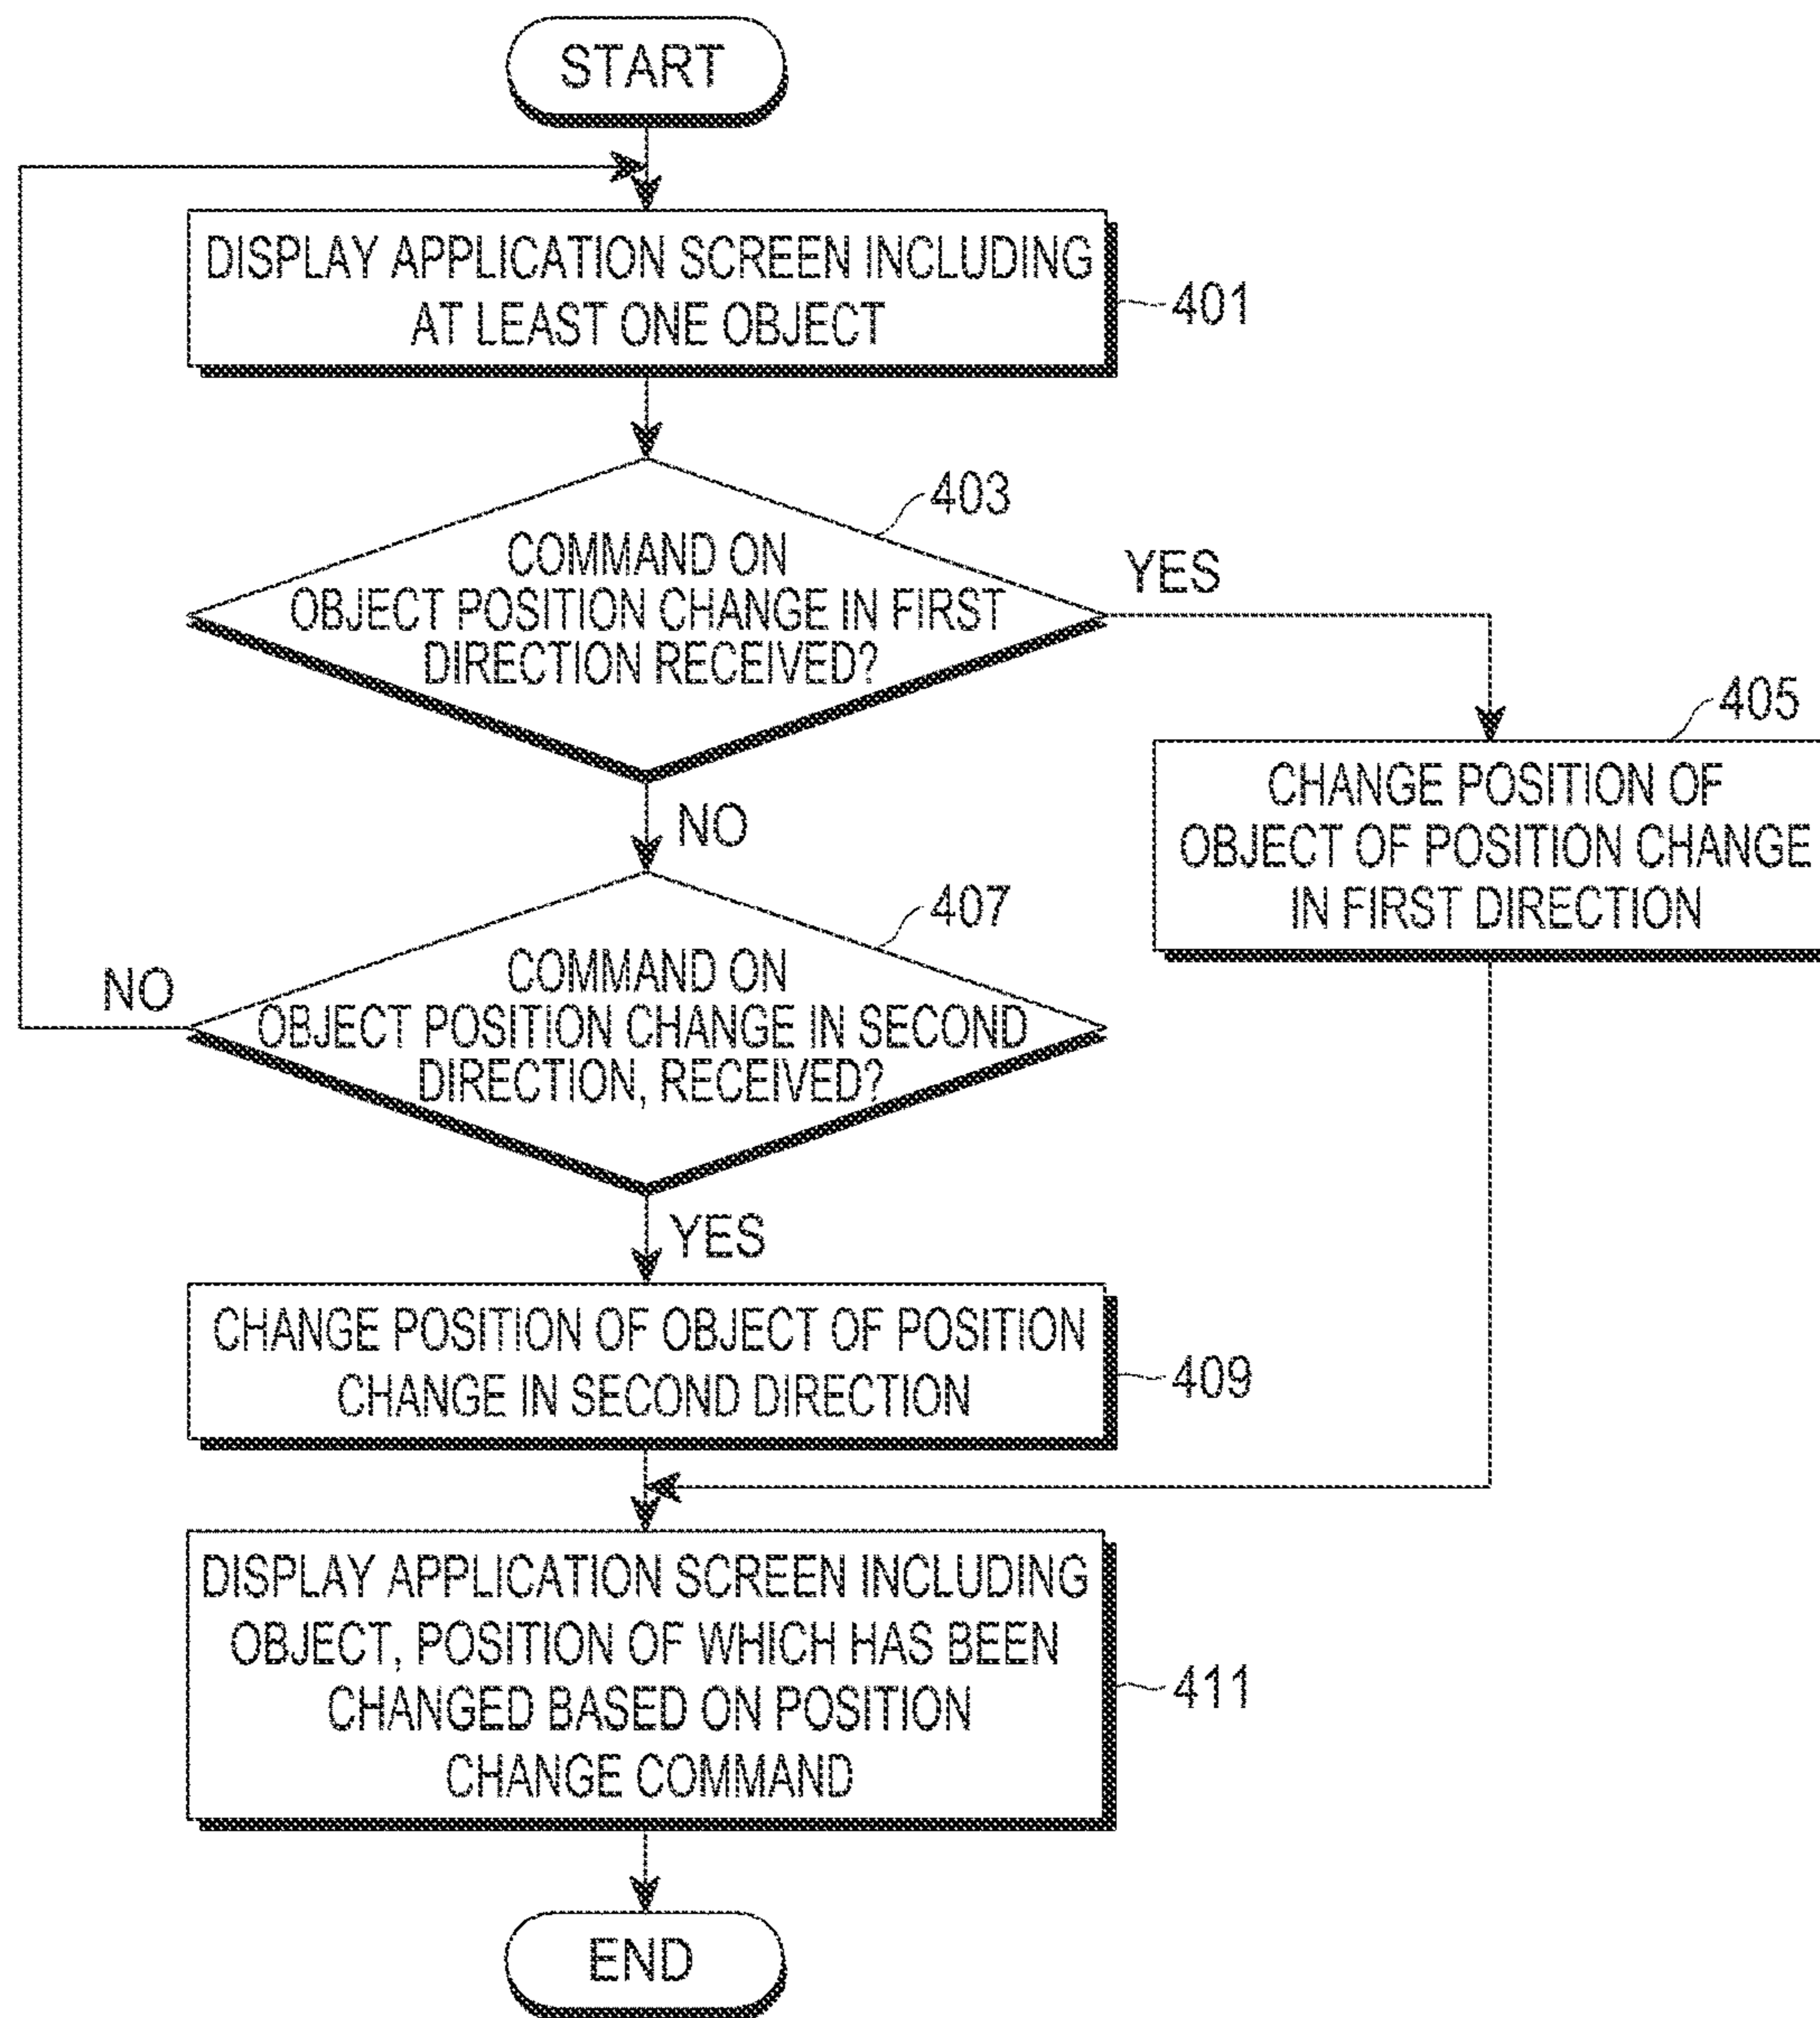 START
DISPLAY APPLICATION SCREEN INCLUDING
AT LEAST ONE OBJECT
401
403
COMMAND ON
OBJECT POSITION CHANGE IN FIRST
DIRECTION RECEIVED?
YES
NO
405
CHANGE POSITION OF
OBJECT OF POSITION CHANGE
IN FIRST DIRECTION
407
COMMAND ON
OBJECT POSITION CHANGE IN SECOND
DIRECTION, RECEIVED?
NO
YES
CHANGE POSITION OF OBJECT OF POSITION
CHANGE IN SECOND DIRECTION
409
DISPLAY APPLICATION SCREEN INCLUDING
OBJECT, POSITION OF WHICH HAS BEEN
CHANGED BASED ON POSITION
CHANGE COMMAND
411
END